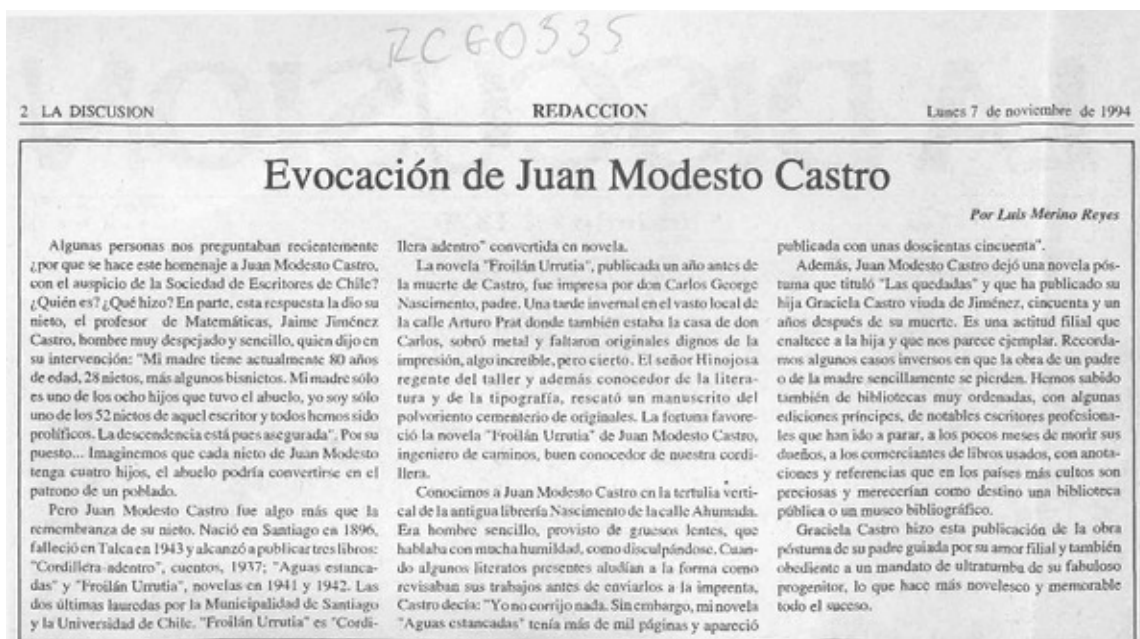 RCG0535
2 LA DISCUSION
REDACCION
Lunes 7 de noviembre de 1994
Evocación de Juan Modesto Castro
Por Luis Merino Reyes
Algunas personas nos preguntaban recientemente
¿por que se hace este homenaje a Juan Modesto Castro,
con el auspicio de la Sociedad de Escritores de Chile?
¿Quién es? ¿Qué hizo? En parte, esta respuesta la dio su
nieto, el profesor de Matemáticas, Jaime Jiménez
Castro, hombre muy despejado y sencillo, quien dijo en
su intervención: "Mi madre tiene actualmente 80 años
de edad, 28 nietos, más algunos bisnietos. Mi madre sólo
es uno de los ocho hijos que tuvo el abuelo, yo soy sólo
uno de los 52 nietos de aquel escritor y todos hemos sido
prolíficos. La descendencia está pues asegurada". Por su
puesto... Imaginemos que cada nieto de Juan Modesto
tenga cuatro hijos, el abuelo podría convertirse en el
patrono de un poblado.
Pero Juan Modesto Castro fue algo más que la
remembranza de su nieto. Nació en Santiago en 1896,
falleció en Talca en 1943 y alcanzó a publicar tres libros:
"Cordillera adentro", cuentos, 1937; "Aguas estanca-
das" y "Froilán Urrutia", novelas en 1941 y 1942. Las
dos últimas lauredas por la Municipalidad de Santiago
y la Universidad de Chile. "Froilán Urrutia" es "Cordi-
llera adentro" convertida en novela.
La novela "Froilán Urrutia", publicada un año antes de
la muerte de Castro, fue impresa por don Carlos George
Nascimento, padre. Una tarde invernal en el vasto local de
la calle Arturo Prat donde también estaba la casa de don
Carlos, sobró metal y faltaron originales dignos de la
impresión, algo increíble, pero cierto. El señor Hinojosa
regente del taller y además conocedor de la litera-
tura y de la tipografía, rescató un manuscrito del
polvoriento cementerio de originales. La fortuna favore-
ció la novela "Froilán Urrutia" de Juan Modesto Castro,
ingeniero de caminos, buen conocedor de nuestra cordi-
llera.
Conocimos a Juan Modesto Castro en la tertulia verti-
cal de la antigua librería Nascimento de la calle Ahumada.
Era hombre sencillo, provisto de gruesos lentes, que
hablaba con mucha humildad, como disculpándose. Cuan-
do algunos literatos presentes aludían a la forma como
revisaban sus trabajos antes de enviarlos a la imprenta,
Castro decía: "Yo no corrijo nada. Sin embargo, mi novela
"Aguas estancadas" tenía más de mil páginas y apareció
publicada con unas doscientas cincuenta".
Además, Juan Modesto Castro dejó una novela pós-
tuma que tituló "Las quedadas" y que ha publicado su
hija Graciela Castro viuda de Jiménez, cincuenta y un
años después de su muerte. Es una actitud filial que
enaltece a la hija y que nos parece ejemplar. Recorda-
mos algunos casos inversos en que la obra de un padre
o de la madre sencillamente se pierden. Hemos sabido
también de bibliotecas muy ordenadas, con algunas
ediciones príncipes, de notables escritores profesiona-
les que han ido a parar, a los pocos meses de morir sus
dueños, a los comerciantes de libros usados, con anota-
ciones y referencias que en los países más cultos son
preciosas y merecerían como destino una biblioteca
pública o un museo bibliográfico.
Graciela Castro hizo esta publicación de la obra
póstuma de su padre guiada por su amor filial y también
obediente a un mandato de ultratumba de su fabuloso
progenitor, lo que hace más novelesco y memorable
todo el suceso.